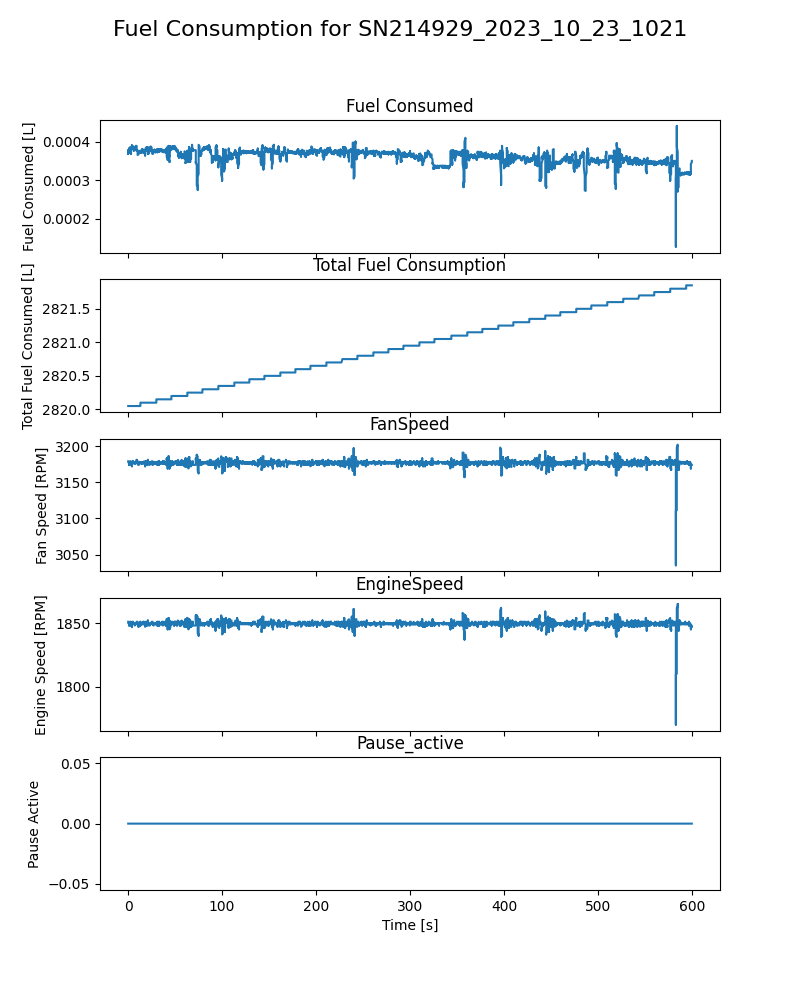 Fuel Consumption for SN214929_2023_10_23_1021
Fuel Consumed
Fuel Consumed [L]
0.0004
0.0003
0.0002
Total Fuel Consumption
Total Fuel Consumed [L]
2821.5
2821.0
2820.5
2820.0
FanSpeed
Fan Speed [RPM]
3200
3150
3100
3050
EngineSpeed
Engine Speed [RPM]
1850
1800
Pause_active
Pause Active
0.05
0.00
−0.05
0 100 200 300 400 500 600
Time [s]